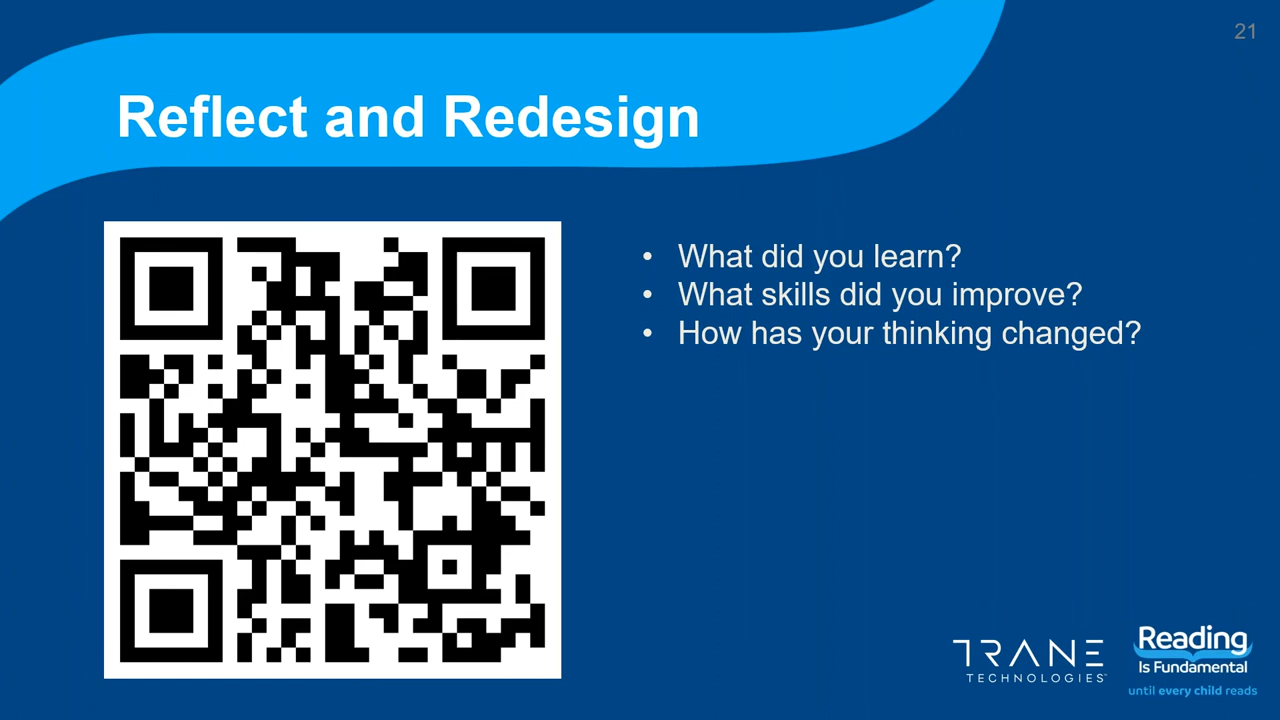 21
Reflect and Redesign
• What did you learn?
• What skills did you improve?
• How has your thinking changed?
TRANE
TECHNOLOGIES
Reading
Is Fundamental
until every child reads